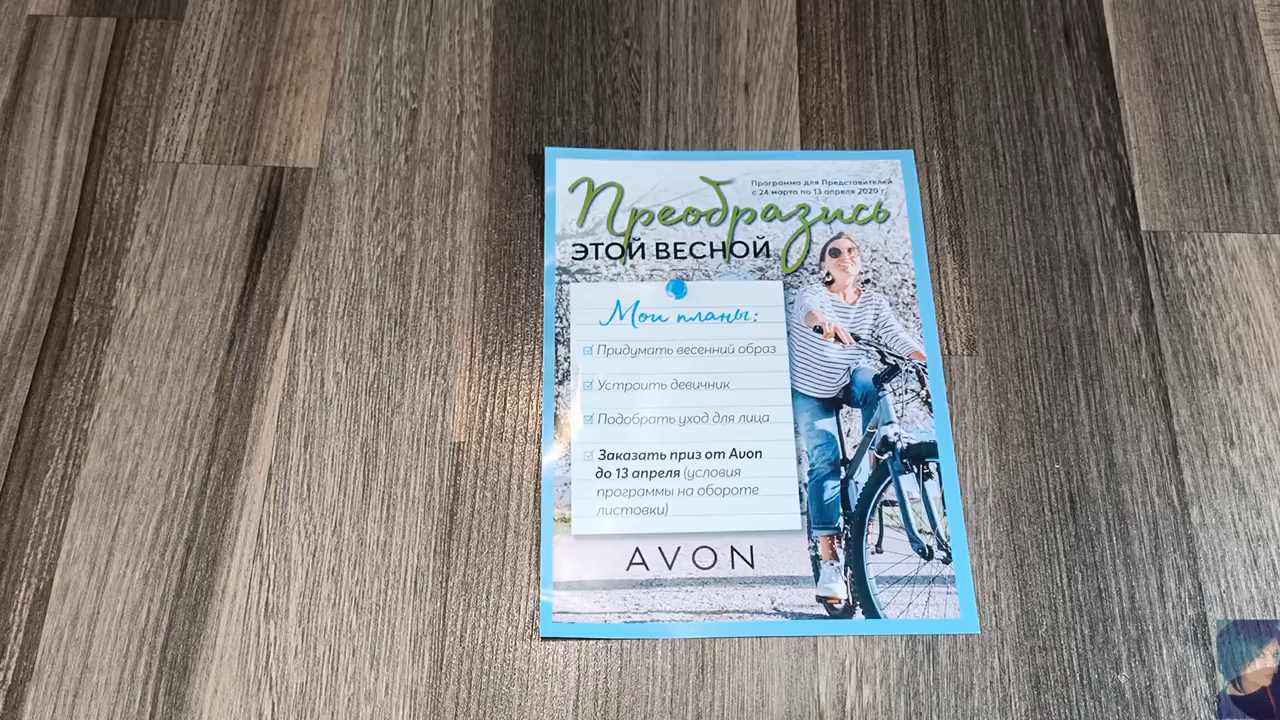 Преобразись
Программа для Представителей
с 24 марта по 13 апреля 2020 г.
ЭТОЙ ВЕСНОЙ
Мои планы:
Придумать весенний образ
Устроить девичник
Подобрать уход для лица
Заказать приз от Avon
до 13 апреля (условия
программы на обороте
листовки)
AVON